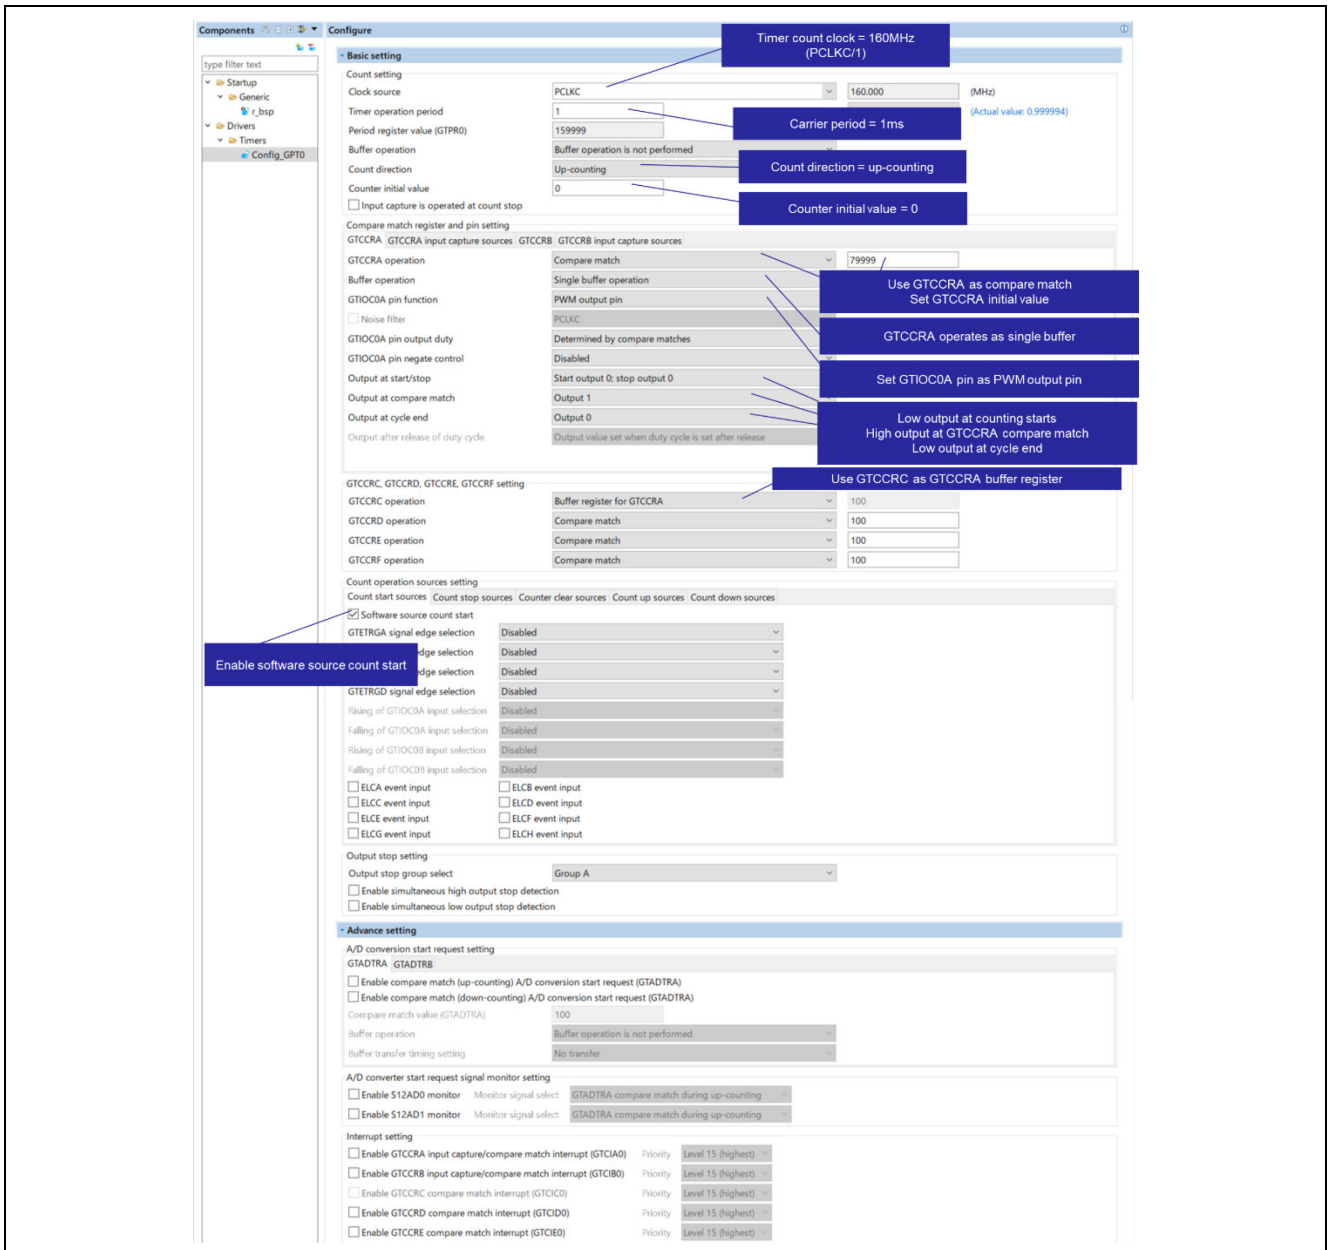 Components
Configure
type filter text
Startup
Generic
r_bsp
Drivers
Timers
Config_GPT0
Timer count clock = 160MHz
(PCLKC/1)
Basic setting
Count setting
Clock source PCLKC 160.000 (MHz)
Timer operation period 1 (Actual value: 0.999994)
Carrier period = 1ms
Period register value (GTPR0) 159999
Buffer operation Buffer operation is not performed
Count direction Up-counting
Count direction = up-counting
Counter initial value 0
Counter initial value = 0
Input capture is operated at count stop
Compare match register and pin setting
GTCCRA GTCCRA input capture sources GTCCRB GTCCRB input capture sources
GTCCRA operation Compare match 79999
Use GTCCRA as compare match
Set GTCCRA initial value
Buffer operation Single buffer operation
GTIOC0A pin function PWM output pin
Noise filter PCLKC
GTCCRA operates as single buffer
GTIOC0A pin output duty Determined by compare matches
GTIOC0A pin negate control Disabled
Set GTIOC0A pin as PWM output pin
Output at start/stop Start output 0; stop output 0
Output at compare match Output 1
Output at cycle end Output 0
Low output at counting starts
High output at GTCCRA compare match
Low output at cycle end
Output after release of duty cycle Output value set when duty cycle is set after release
Use GTCCRC as GTCCRA buffer register
GTCCRC, GTCCRD, GTCCRE, GTCCRF setting
GTCCRC operation Buffer register for GTCCRA 100
GTCCRD operation Compare match 100
GTCCRE operation Compare match 100
GTCCRF operation Compare match 100
Count operation sources setting
Count start sources Count stop sources Counter clear sources Count up sources Count down sources
Software source count start
GTETRGA signal edge selection Disabled
edge selection Disabled
Enable software source count start
edge selection Disabled
GTETRGD signal edge selection Disabled
Rising of GTIOC0A input selection Disabled
Falling of GTIOC0A input selection Disabled
Rising of GTIOC0B input selection Disabled
Falling of GTIOC0B input selection Disabled
ELCA event input ELCB event input
ELCC event input ELCD event input
ELCE event input ELCF event input
ELCG event input ELCH event input
Output stop setting
Output stop group select Group A
Enable simultaneous high output stop detection
Enable simultaneous low output stop detection
Advance setting
A/D conversion start request setting
GTADTRA GTADTRB
Enable compare match (up-counting) A/D conversion start request (GTADTRA)
Enable compare match (down-counting) A/D conversion start request (GTADTRA)
Compare match value (GTADTRA) 100
Buffer operation Buffer operation is not performed
Buffer transfer timing setting No transfer
A/D converter start request signal monitor setting
Enable S12AD0 monitor Monitor signal select GTADTRA compare match during up-counting
Enable S12AD1 monitor Monitor signal select GTADTRA compare match during up-counting
Interrupt setting
Enable GTCCRA input capture/compare match interrupt (GTCIA0) Priority Level 15 (highest)
Enable GTCCRB input capture/compare match interrupt (GTCIB0) Priority Level 15 (highest)
Enable GTCCRC compare match interrupt (GTCIC0) Priority Level 15 (highest)
Enable GTCCRD compare match interrupt (GTCID0) Priority Level 15 (highest)
Enable GTCCRE compare match interrupt (GTCIE0) Priority Level 15 (highest)